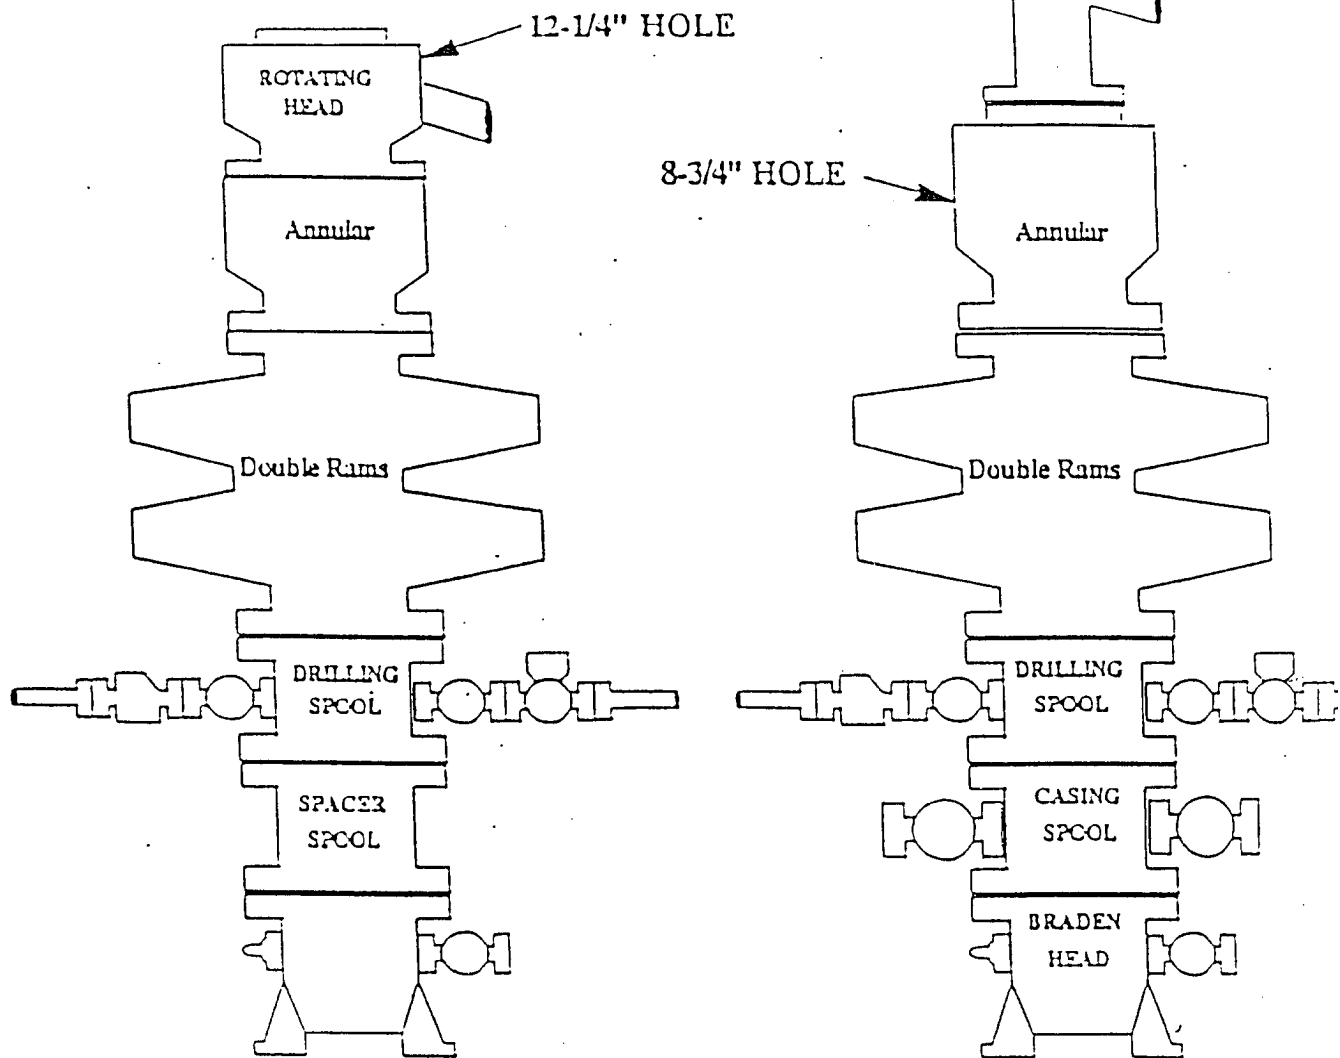 12-1/4" HOLE
ROTATING
HEAD
Annular
Double Rams
DRILLING
SPOOL
SPACER
SPOOL
8-3/4" HOLE
Annular
Double Rams
DRILLING
SPOOL
CASING
SPOOL
BRADEN
HEAD